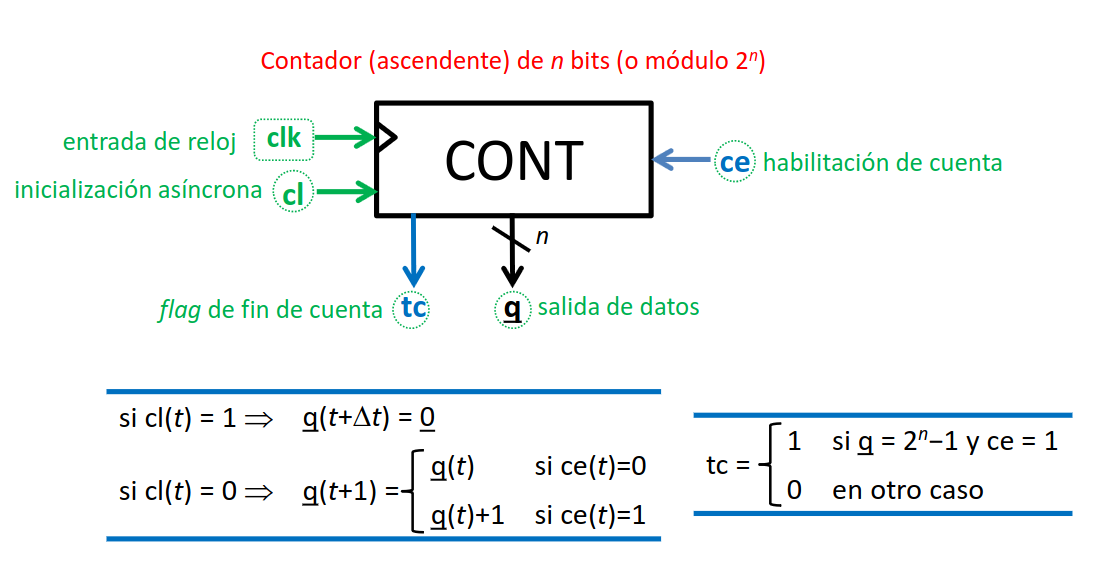 Contador (ascendente) de n bits (o módulo 2ⁿ)
entrada de reloj clk
inicialización asíncrona cl
CONT
ce habilitación de cuenta
n
flag de fin de cuenta tc
q salida de datos
si cl(t) = 1 ⇒ q(t+Δt) = 0
si cl(t) = 0 ⇒ q(t+1) =
q(t) si ce(t)=0
q(t)+1 si ce(t)=1
tc =
1 si q = 2ⁿ−1 y ce = 1
0 en otro caso